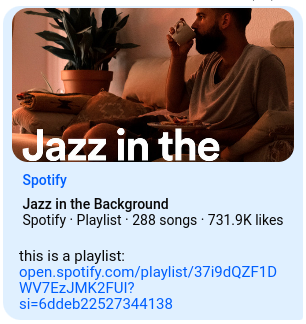 Jazz in the
Spotify
Jazz in the Background
Spotify · Playlist · 288 songs · 731.9K likes
this is a playlist:
open.spotify.com/playlist/37i9dQZF1D
WV7EzJMK2FUI?
si=6ddeb22527344138